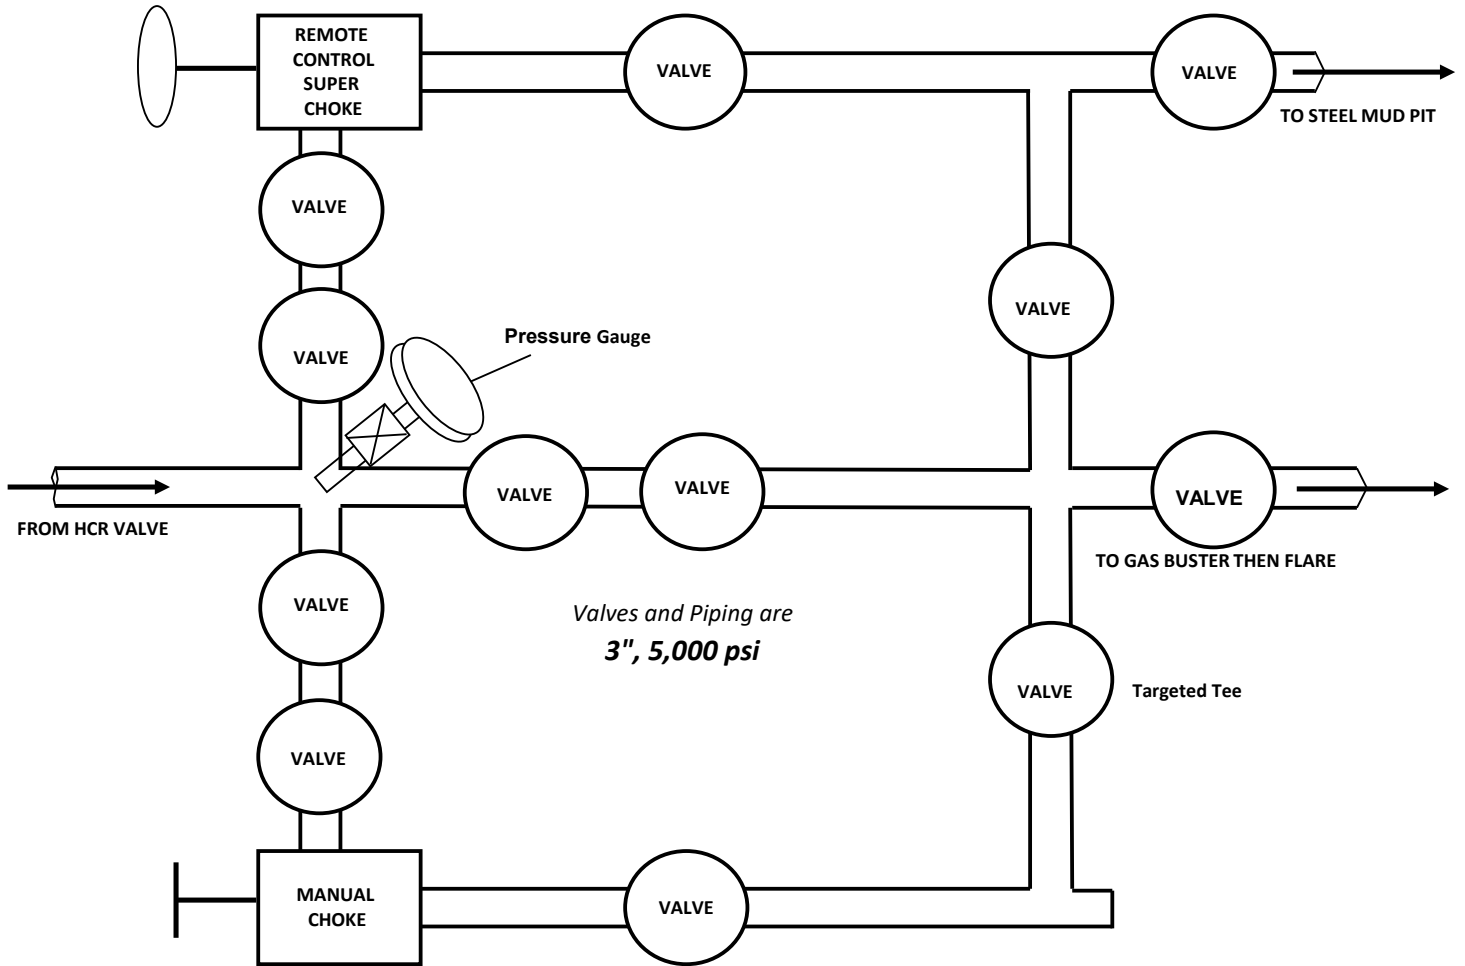 REMOTE
CONTROL
SUPER
CHOKE
VALVE
VALVE
TO STEEL MUD PIT
VALVE
VALVE
Pressure Gauge
VALVE
VALVE
VALVE
VALVE
FROM HCR VALVE
TO GAS BUSTER THEN FLARE
VALVE
Valves and Piping are
3", 5,000 psi
VALVE
Targeted Tee
VALVE
MANUAL
CHOKE
VALVE